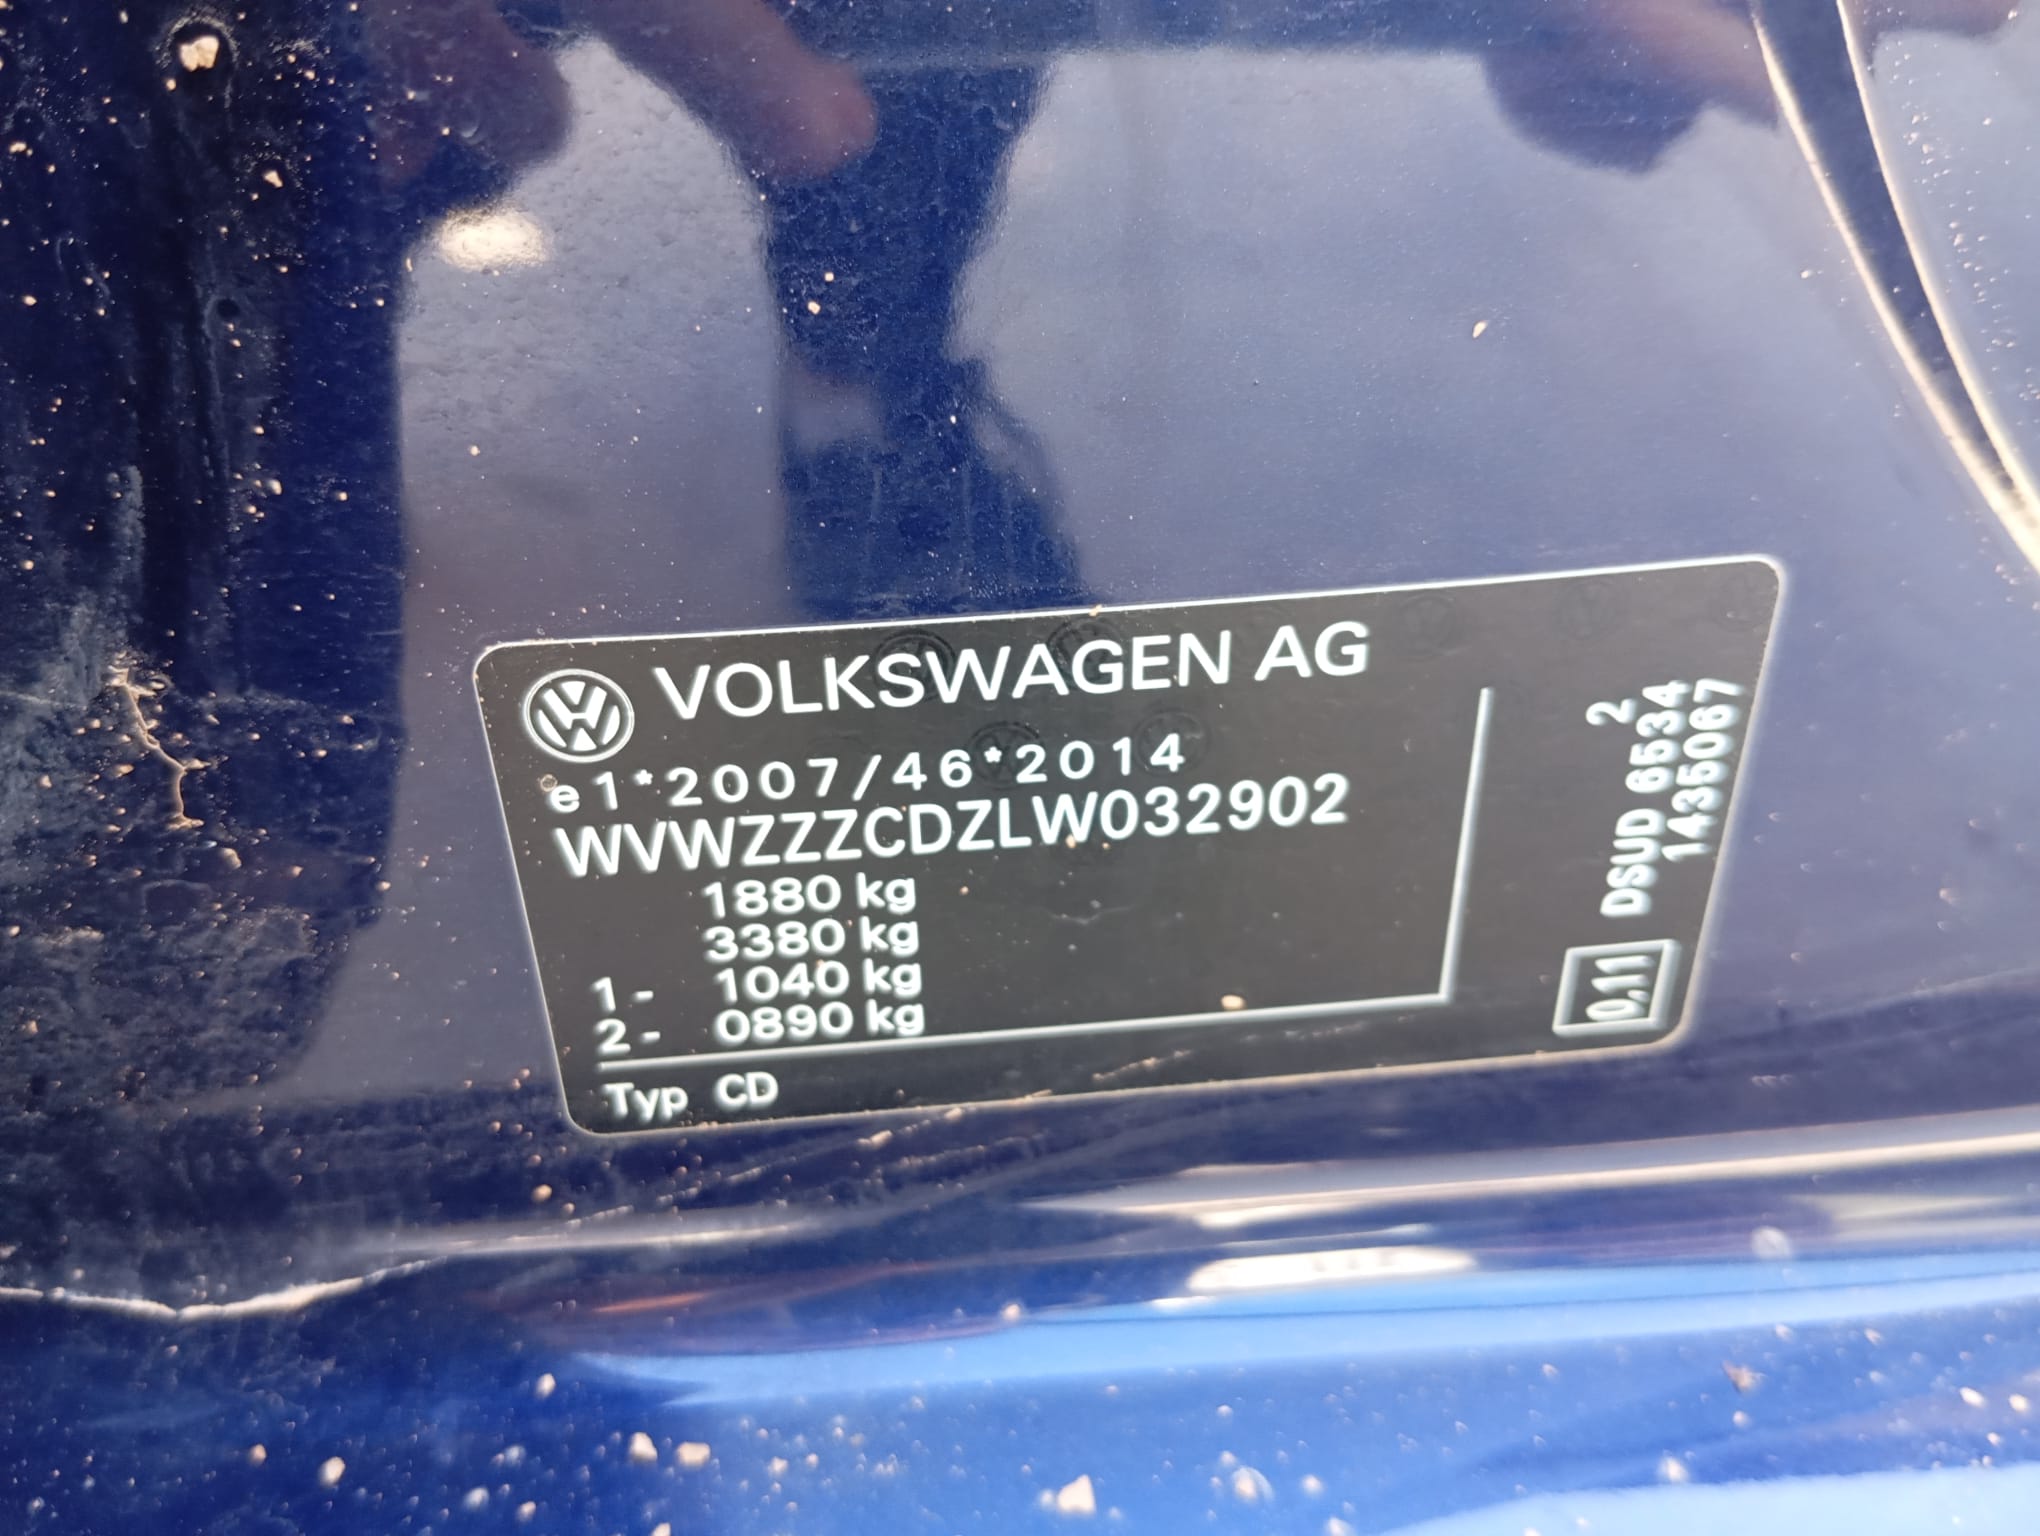 VOLKSWAGEN AG
e1*2007/46*2014
WVWZZZCDZLW032902
1880 kg
3380 kg
1- 1040 kg
2- 0890 kg
Typ CD
2
DSUD 6534
1435067
0,11